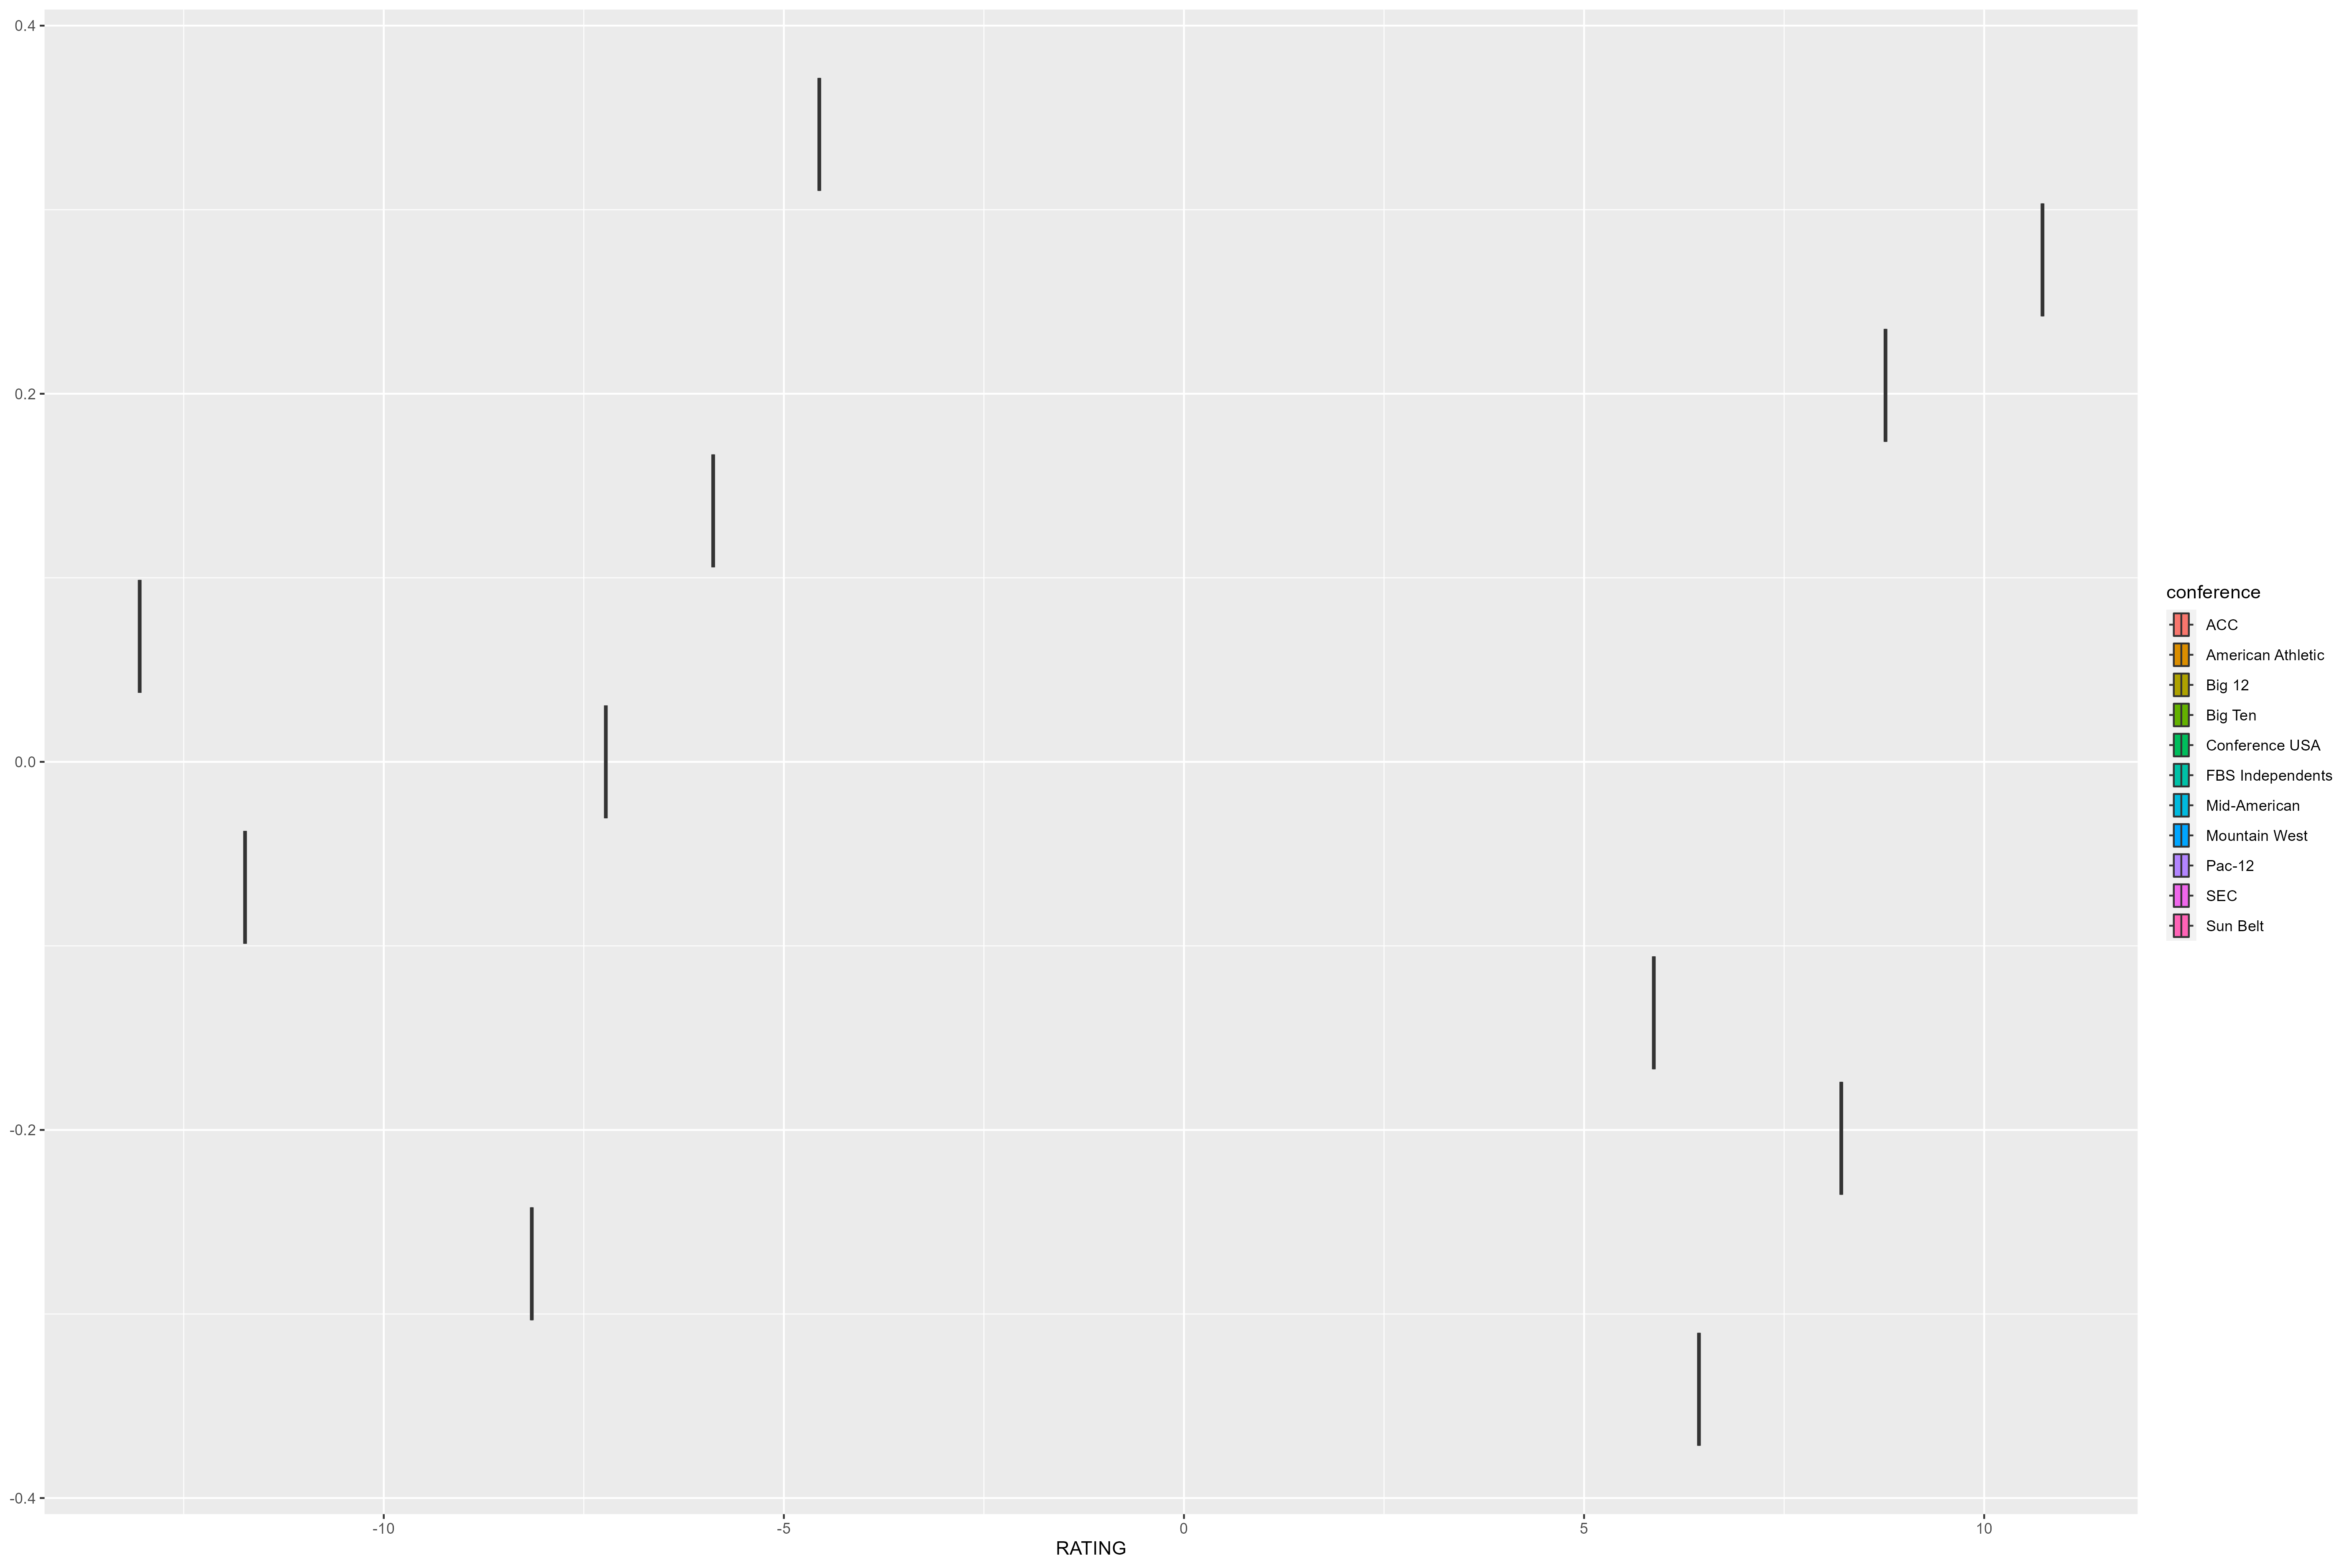 0.4
0.2
0.0
-0.2
-0.4
-10
-5
0
5
10
RATING
conference
ACC
American Athletic
Big 12
Big Ten
Conference USA
FBS Independents
Mid-American
Mountain West
Pac-12
SEC
Sun Belt